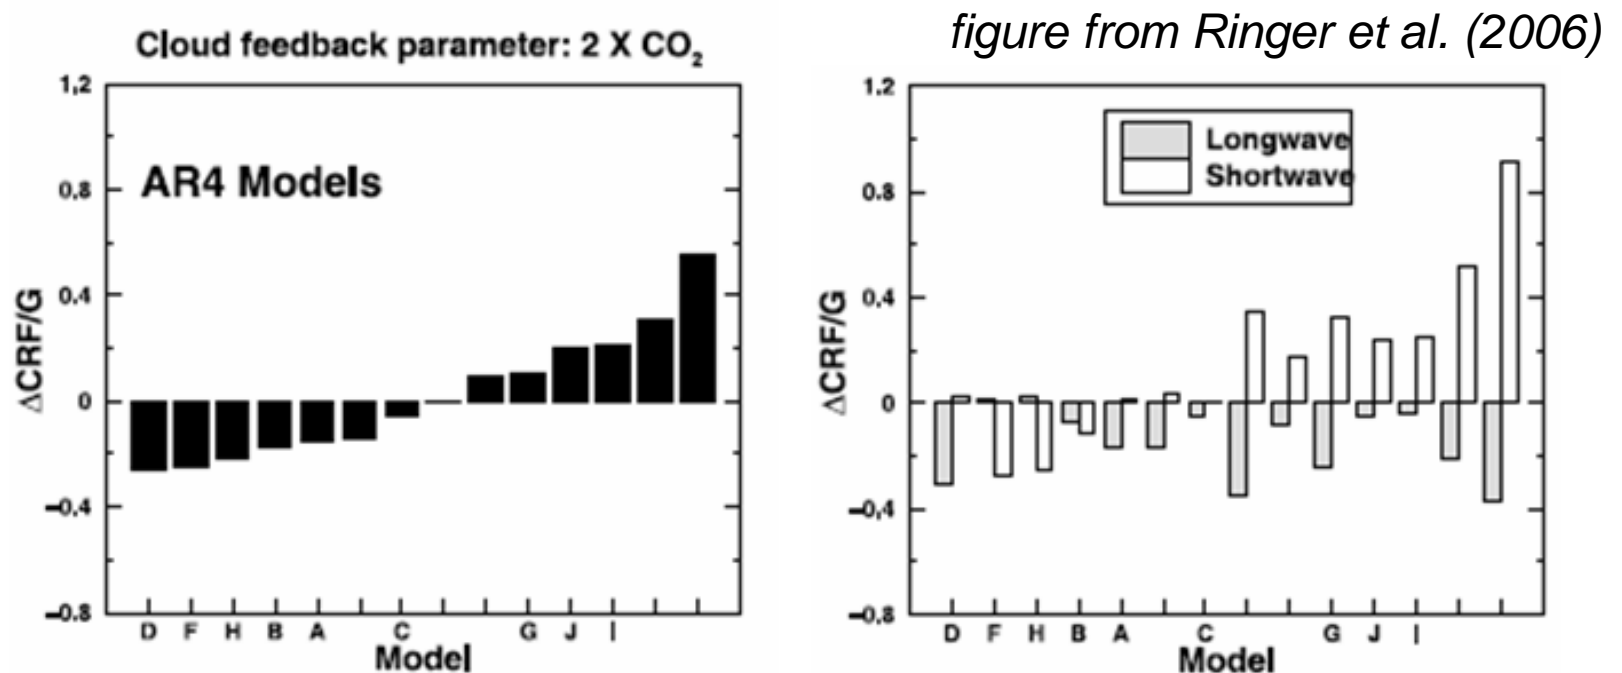 figure from Ringer et al. (2006)
Cloud feedback parameter: 2 X CO₂
AR4 Models
ΔCRF/G
1.2
0.8
0.4
0
−0.4
−0.8
D F H B A C G J I
Model
Longwave
Shortwave
ΔCRF/G
1.2
0.8
0.4
0
−0.4
−0.8
D F H B A C G J I
Model